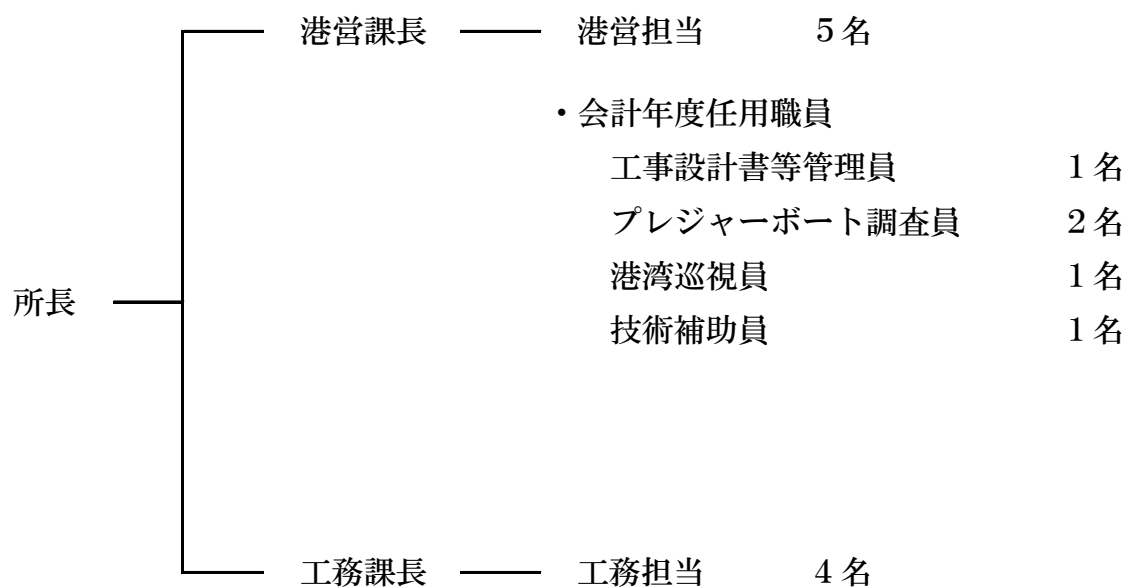 港営課長 港営担当 5名
・会計年度任用職員
工事設計書等管理員 1名
プレジャーボート調査員 2名
港湾巡視員 1名
所長
技術補助員 1名
工務課長 工務担当 4名